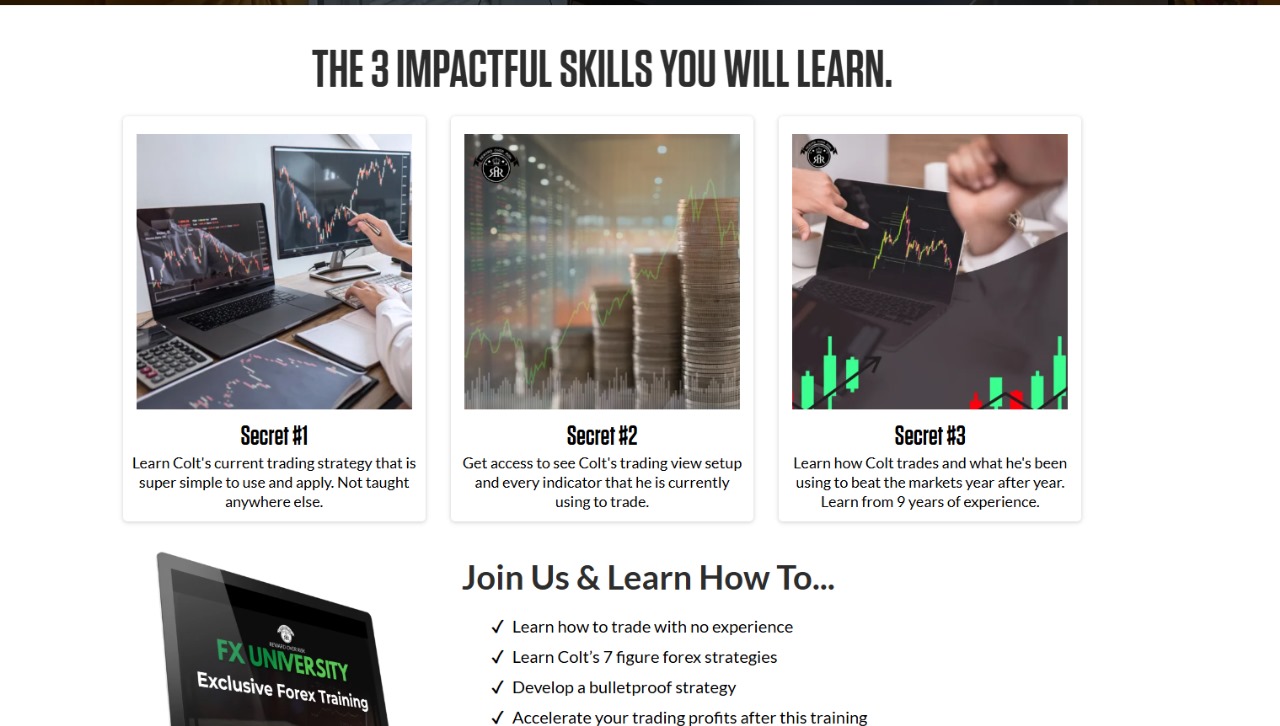 THE 3 IMPACTFUL SKILLS YOU WILL LEARN.
Secret #1
Learn Colt's current trading strategy that is
super simple to use and apply. Not taught
anywhere else.
Secret #2
Get access to see Colt's trading view setup
and every indicator that he is currently
using to trade.
Secret #3
Learn how Colt trades and what he's been
using to beat the markets year after year.
Learn from 9 years of experience.
Join Us & Learn How To...
✓ Learn how to trade with no experience
✓ Learn Colt’s 7 figure forex strategies
✓ Develop a bulletproof strategy
✓ Accelerate your trading profits after this training
FX UNIVERSITY
Exclusive Forex Training